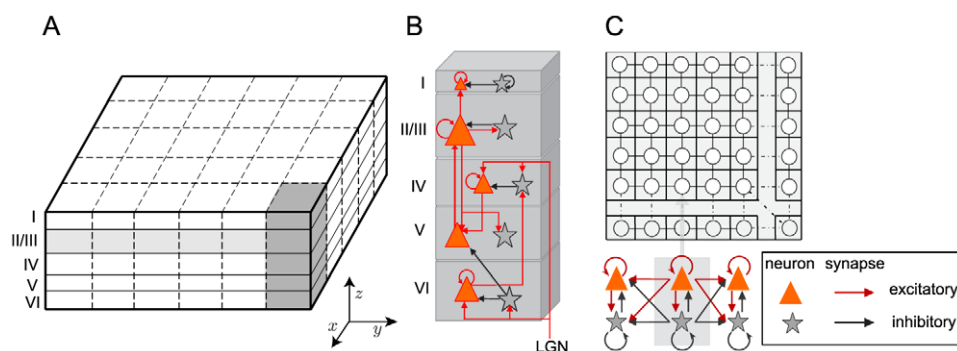 A
I
II/III
IV
V
VI
z
x
y
B
I
II/III
IV
V
VI
LGN
C
neuron synapse
excitatory
inhibitory